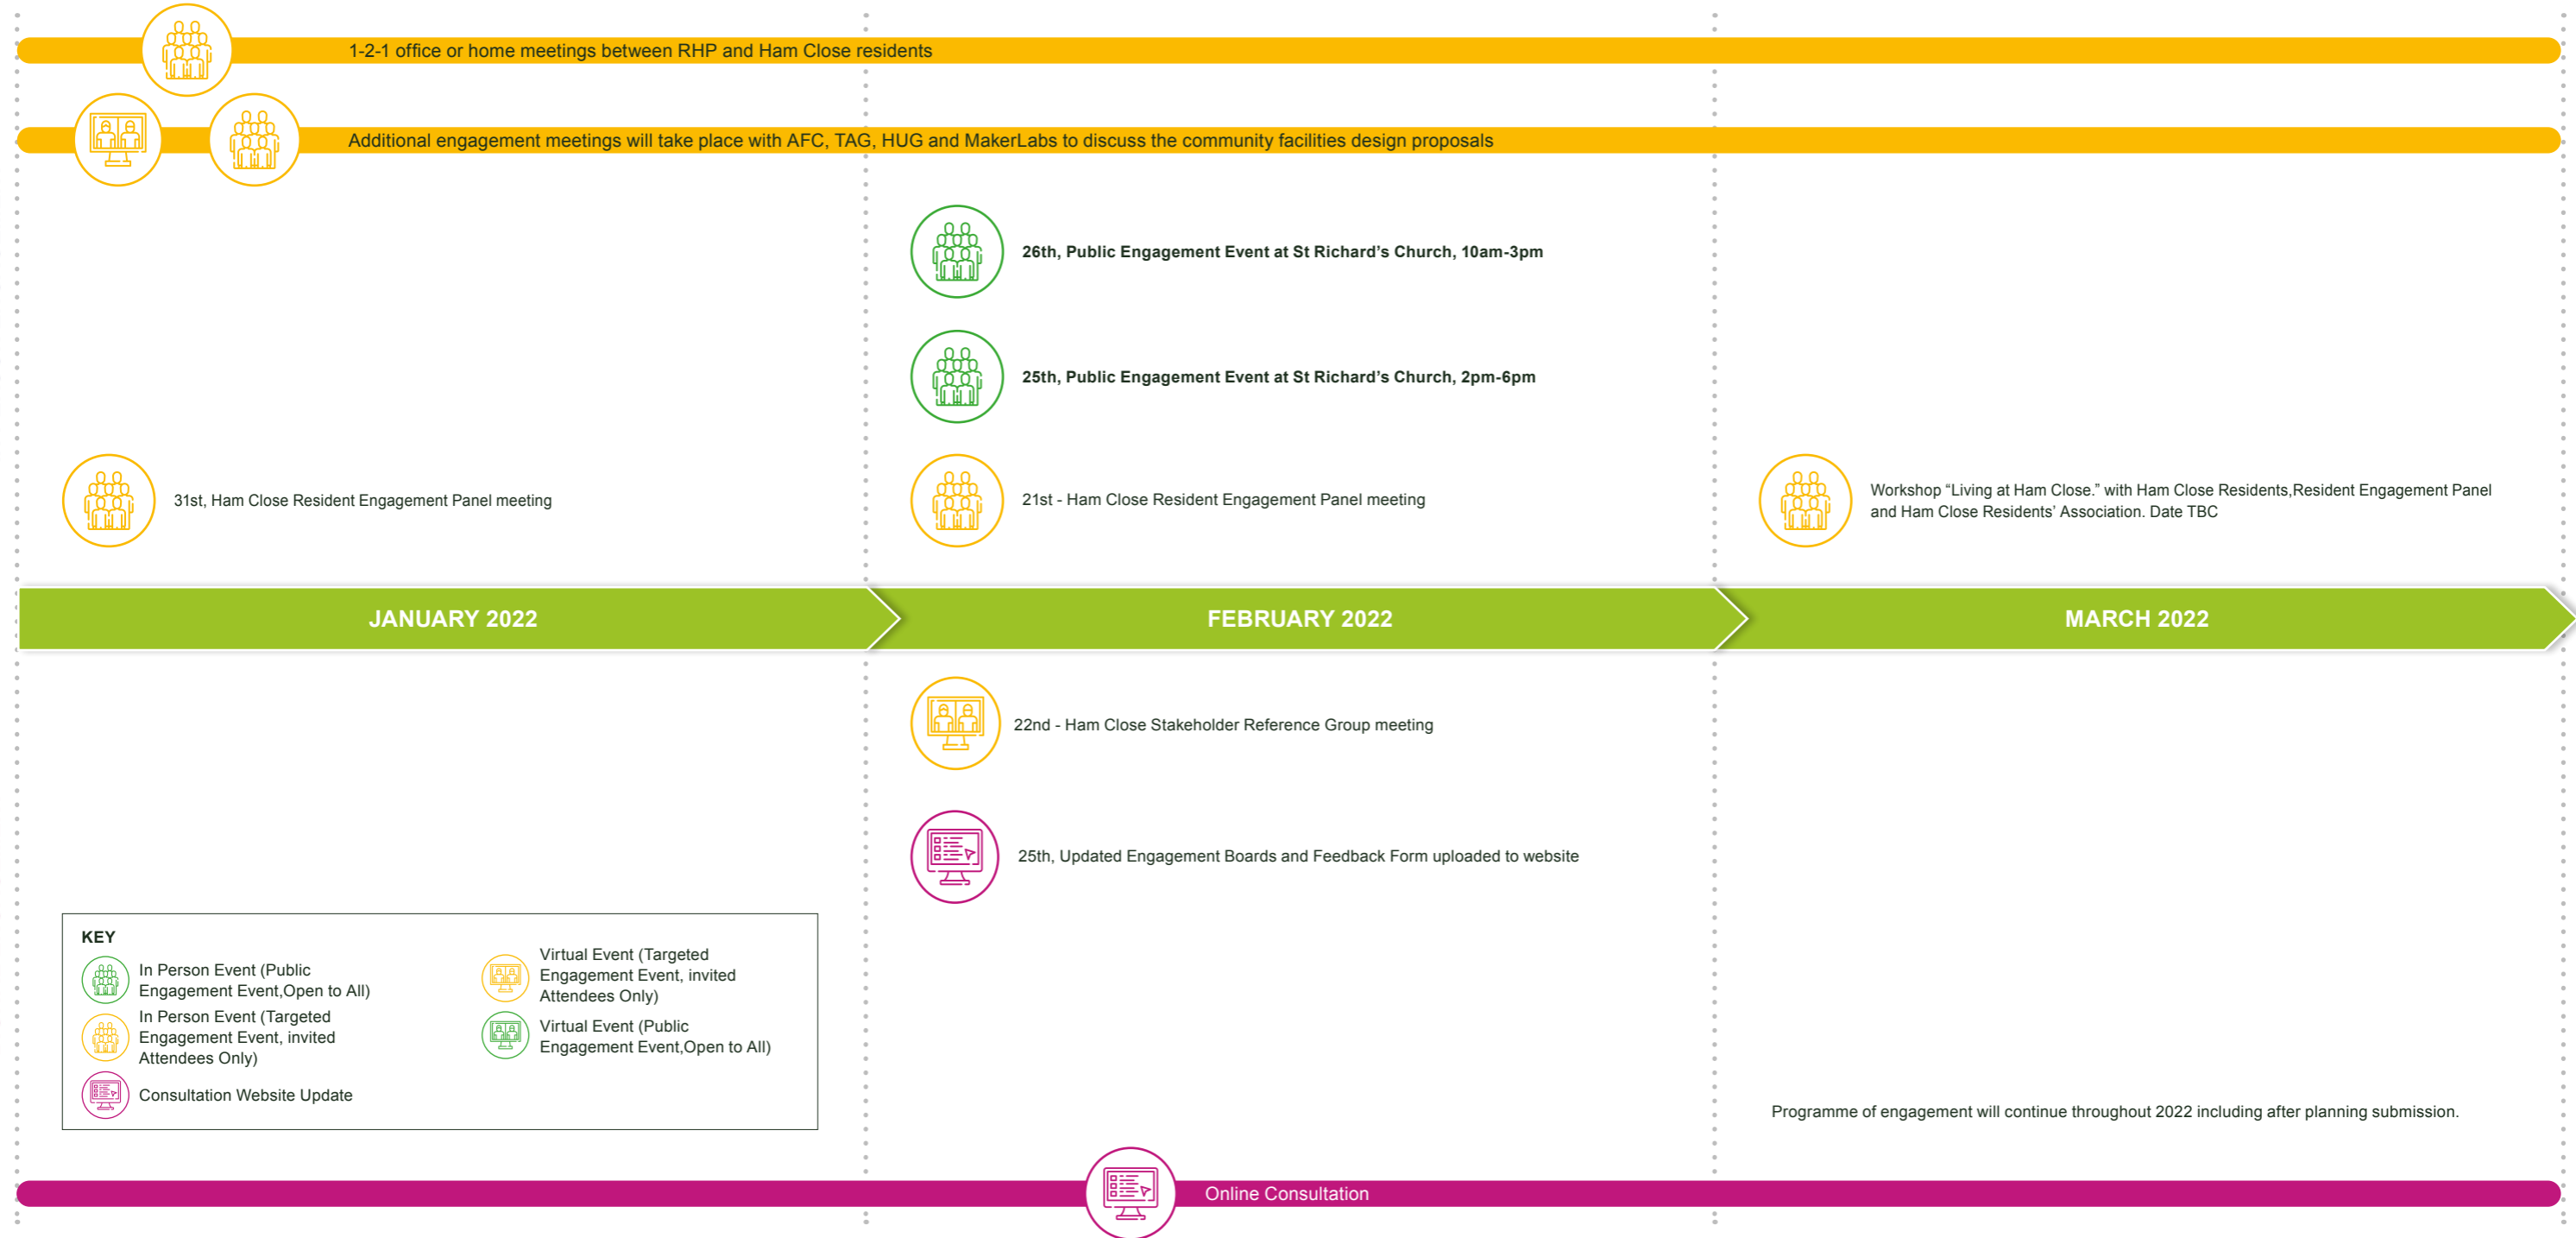 1-2-1 office or home meetings between RHP and Ham Close residents
Additional engagement meetings will take place with AFC, TAG, HUG and MakerLabs to discuss the community facilities design proposals
26th, Public Engagement Event at St Richard’s Church, 10am-3pm
25th, Public Engagement Event at St Richard’s Church, 2pm-6pm
31st, Ham Close Resident Engagement Panel meeting
21st - Ham Close Resident Engagement Panel meeting
Workshop “Living at Ham Close.” with Ham Close Residents,Resident Engagement Panel
and Ham Close Residents’ Association. Date TBC
JANUARY 2022
FEBRUARY 2022
MARCH 2022
22nd - Ham Close Stakeholder Reference Group meeting
25th, Updated Engagement Boards and Feedback Form uploaded to website
KEY
In Person Event (Public
Engagement Event,Open to All)
In Person Event (Targeted
Engagement Event, invited
Attendees Only)
Consultation Website Update
Virtual Event (Targeted
Engagement Event, invited
Attendees Only)
Virtual Event (Public
Engagement Event,Open to All)
Programme of engagement will continue throughout 2022 including after planning submission.
Online Consultation